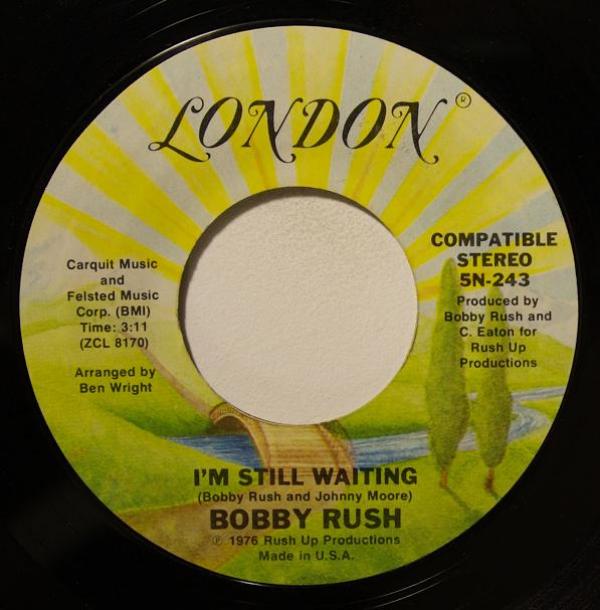 LONDON®
COMPATIBLE
STEREO
5N-243
Produced by
Bobby Rush and
C. Eaton for
Rush Up
Productions
Carquit Music
and
Felsted Music
Corp. (BMI)
Time: 3:11
(ZCL 8170)
Arranged by
Ben Wright
I'M STILL WAITING
(Bobby Rush and Johnny Moore)
BOBBY RUSH
℗ 1976 Rush Up Productions
Made in U.S.A.